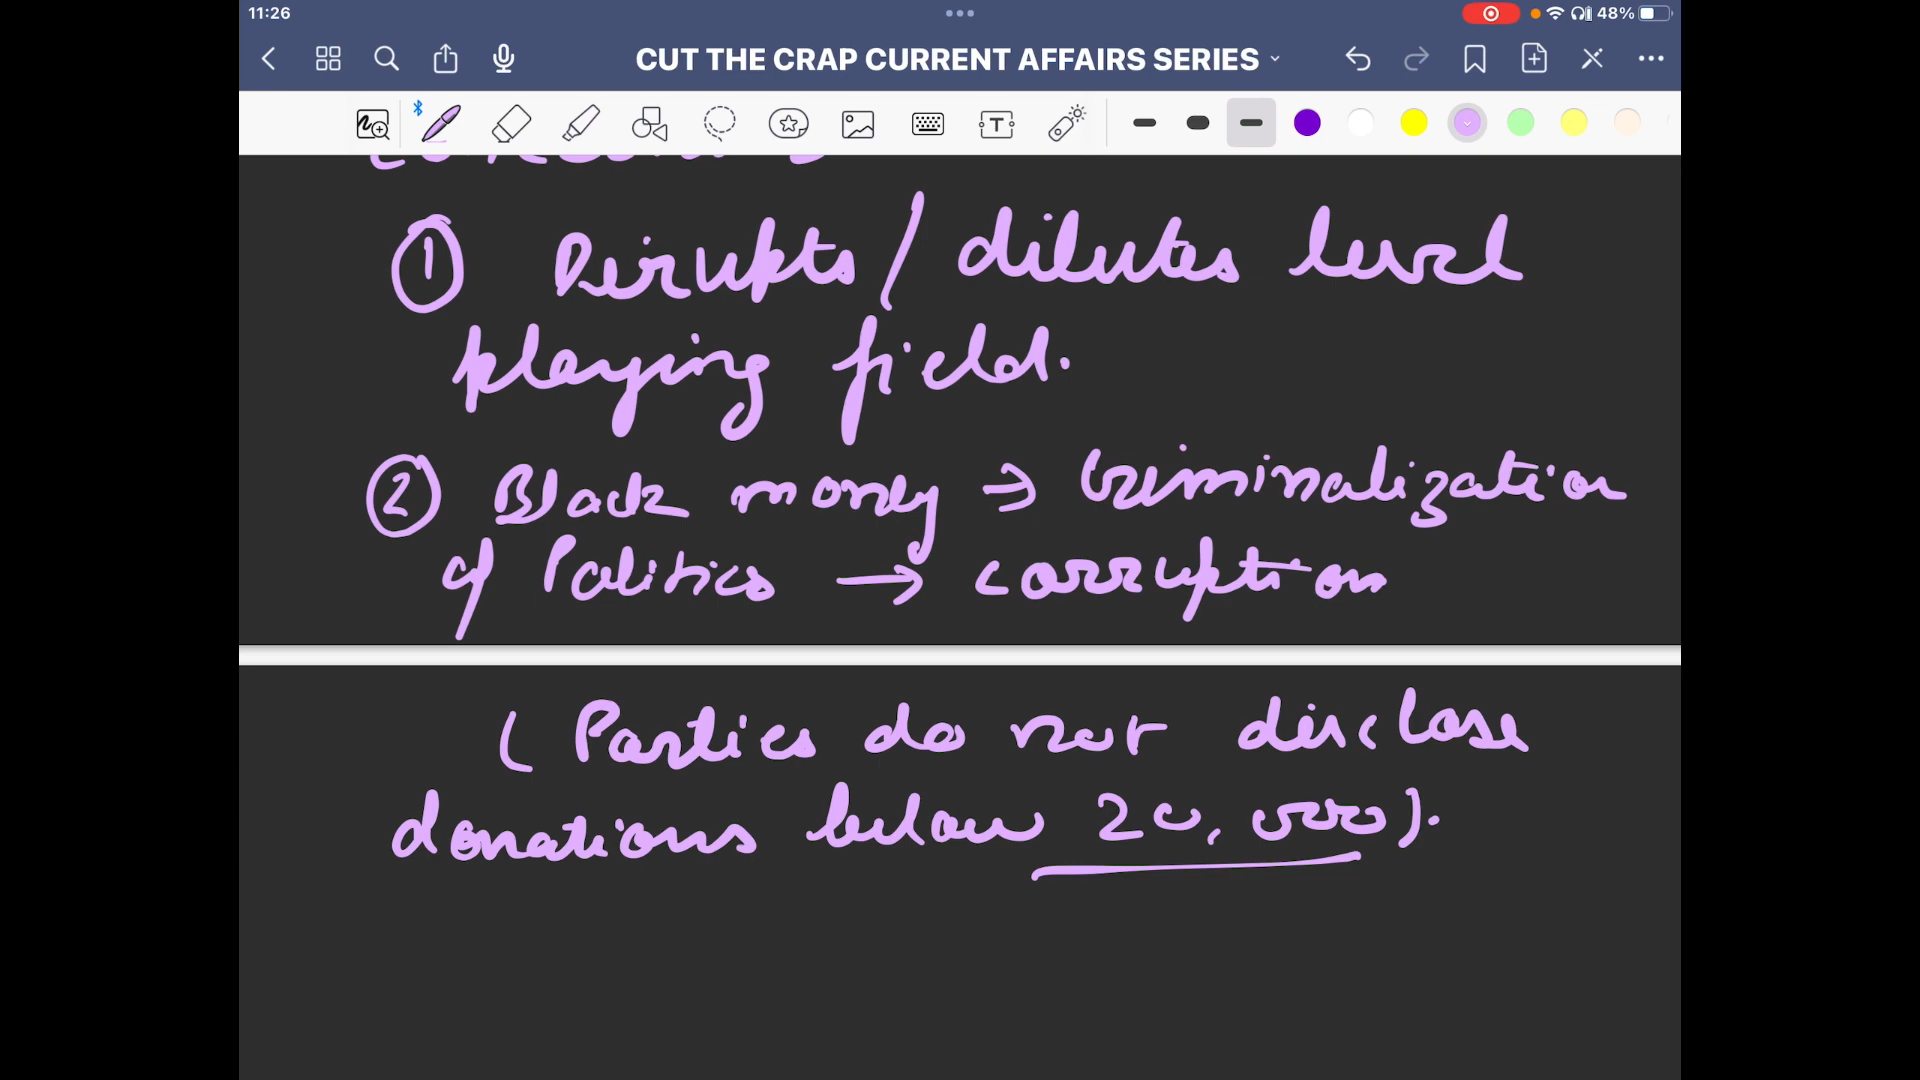 11:26
48%
CUT THE CRAP CURRENT AFFAIRS SERIES
① Disrupts / dilutes level
playing field.
② Black money → Criminalization
of Politics → corruption
( Parties do not disclose
donations below 20,000).